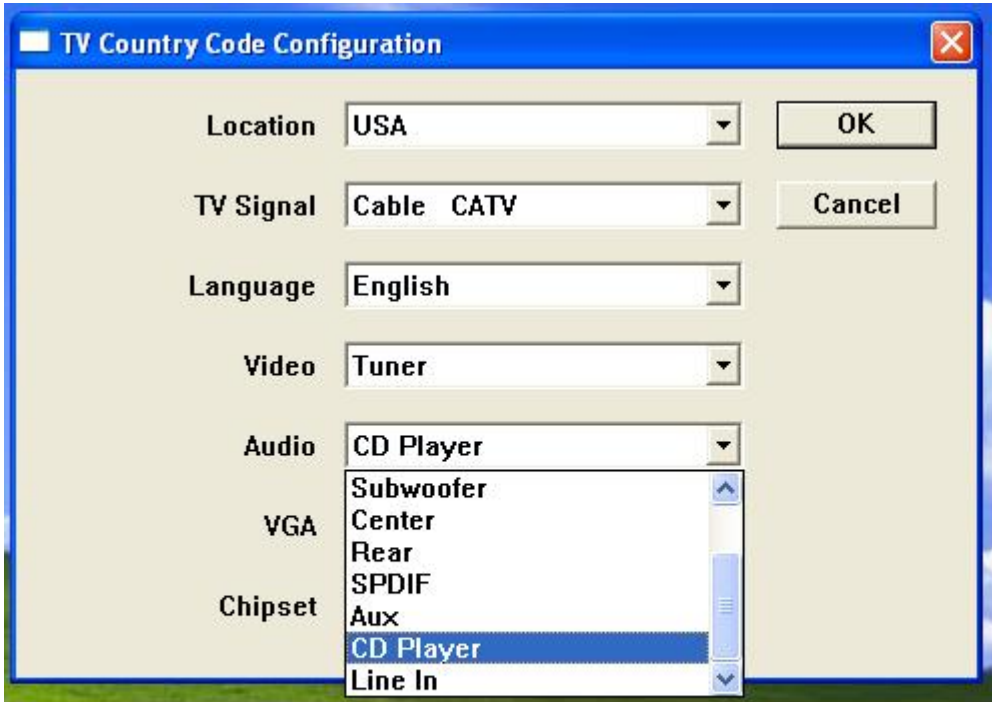 TV Country Code Configuration
Location USA OK
TV Signal Cable CATV Cancel
Language English
Video Tuner
Audio CD Player
Subwoofer
VGA Center
Rear
SPDIF
Chipset Aux
CD Player
Line In